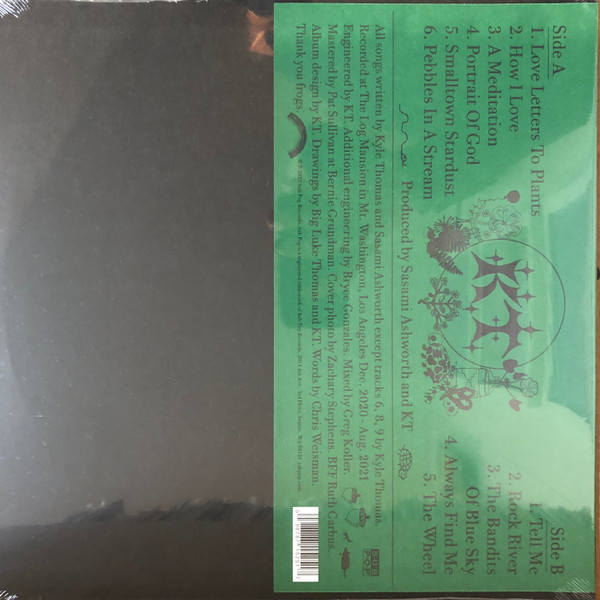 Side A
1. Love Letters To Plants
2. How I Love
3. A Meditation
4. Portrait Of God
5. Smalltown Stardust
6. Pebbles In A Stream
KT
Side B
1. Tell Me
2. Rock River
3. The Bandits
Of Blue Sky
4. Always Find Me
5. The Wheel
Produced by Sasami Ashworth and KT
All songs written by Kyle Thomas and Sasami Ashworth except tracks 6, 8, 9 by Kyle Thomas.
Recorded at The Log Mansion in Mt. Washington, Los Angeles Dec. 2020 - Aug. 2021
Engineered by KT. Additional engineering by Bryce Gonzales. Mixed by Greg Koller.
Mastered by Pat Sullivan at Bernie Grundman. Cover photo by Zachary Stephens. BFF Ruth Garbus.
Album design by KT. Drawings by Big Luke Thomas and KT. Words by Chris Weisman.
Thank you frogs.
SUB
POP